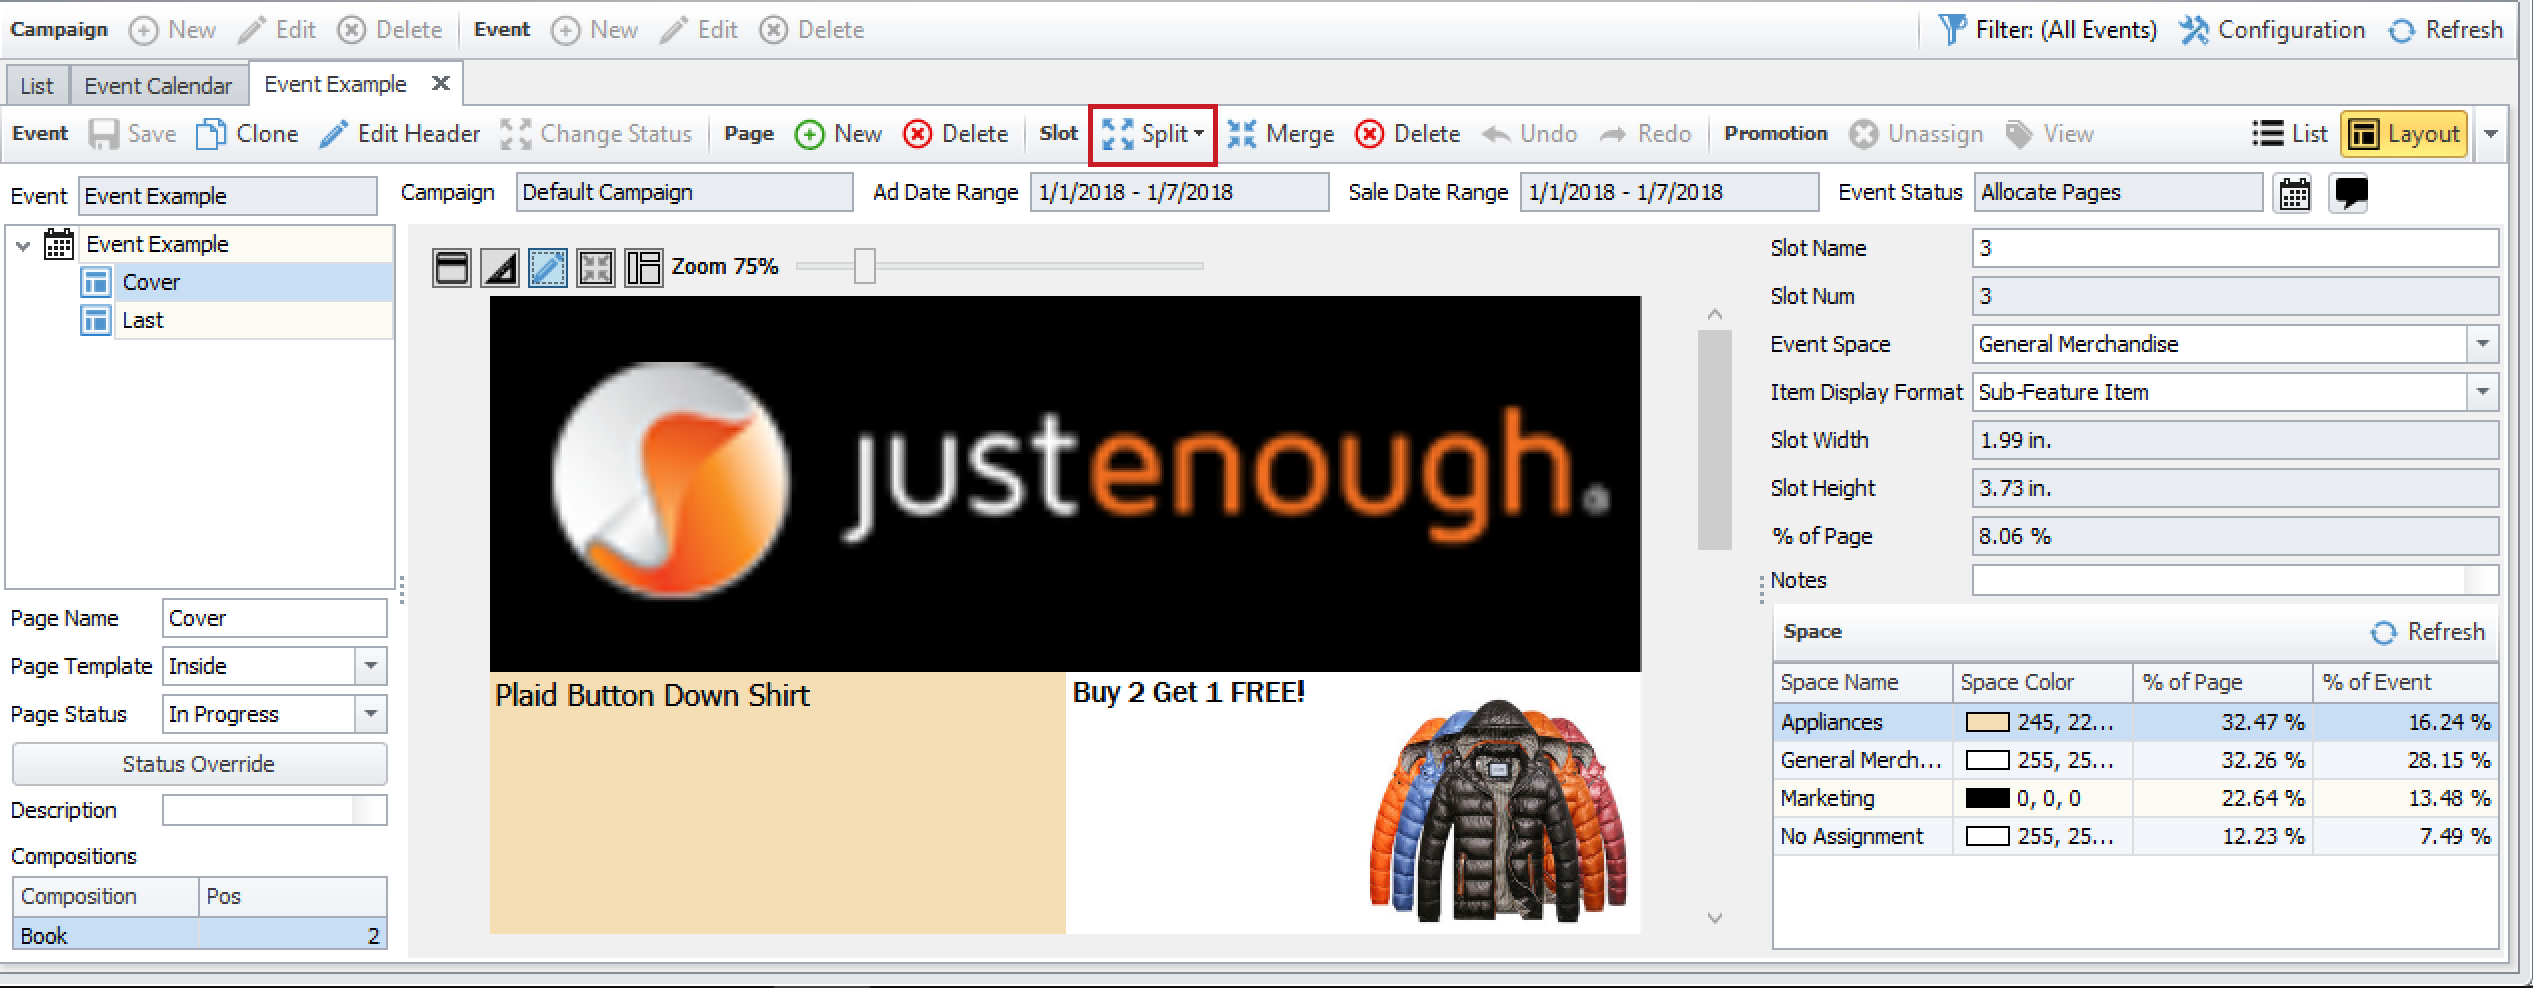 Campaign New Edit Delete Event New Edit Delete Filter: (All Events) Configuration Refresh
List Event Calendar Event Example
Event Save Clone Edit Header Change Status Page New Delete Slot Split Merge Delete Undo Redo Promotion Unassign View List Layout
Event Event Example Campaign Default Campaign Ad Date Range 1/1/2018 - 1/7/2018 Sale Date Range 1/1/2018 - 1/7/2018 Event Status Allocate Pages
Event Example
Cover
Last
Page Name Cover
Page Template Inside
Page Status In Progress
Status Override
Description
Compositions
Composition Pos
Book 2
Zoom 75%
justenough®
Plaid Button Down Shirt
Buy 2 Get 1 FREE!
Slot Name 3
Slot Num 3
Event Space General Merchandise
Item Display Format Sub-Feature Item
Slot Width 1.99 in.
Slot Height 3.73 in.
% of Page 8.06 %
Notes
Space Refresh
Space Name Space Color % of Page % of Event
Appliances 245, 22... 32.47 % 16.24 %
General Merch... 255, 25... 32.26 % 28.15 %
Marketing 0, 0, 0 22.64 % 13.48 %
No Assignment 255, 25... 12.23 % 7.49 %